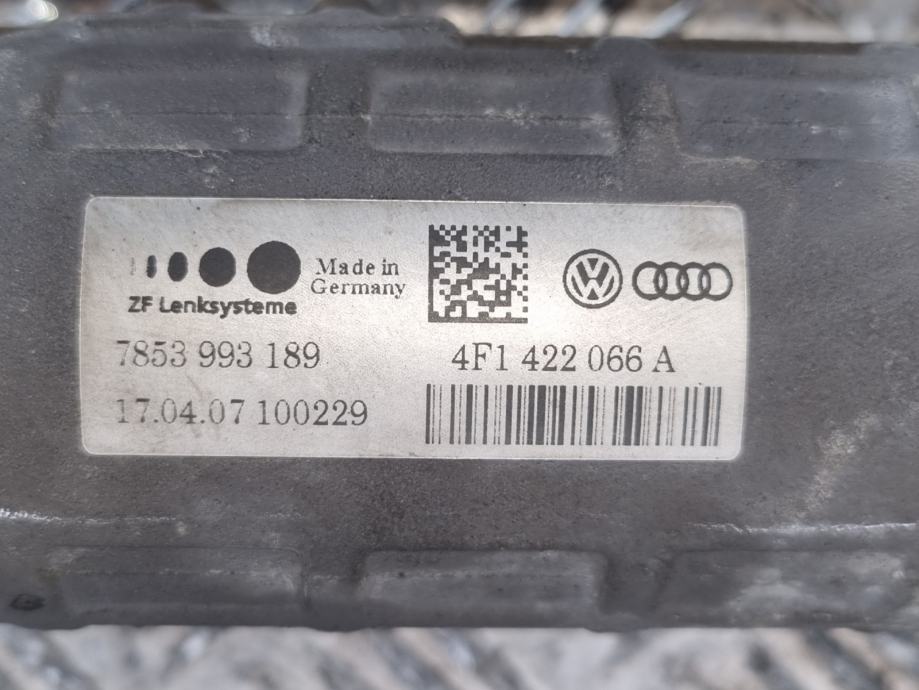 Made in
Germany
ZF Lenksysteme
7853 993 189
4F1 422 066 A
17.04.07 100229